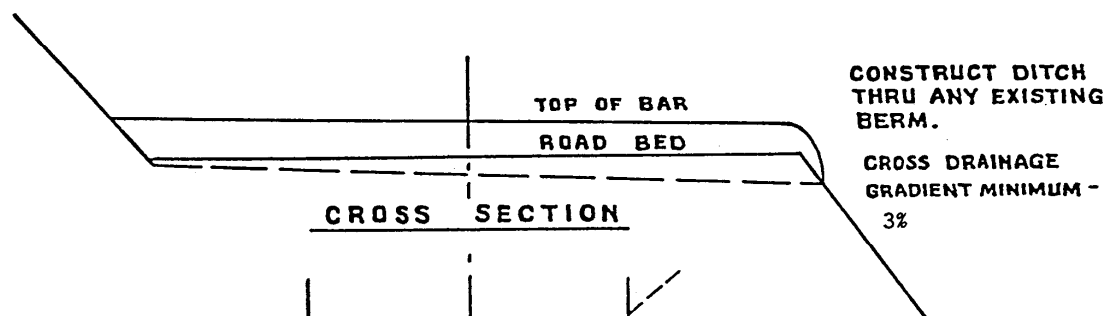 TOP OF BAR
ROAD BED
CROSS SECTION
CONSTRUCT DITCH
THRU ANY EXISTING
BERM.
CROSS DRAINAGE
GRADIENT MINIMUM -
3%